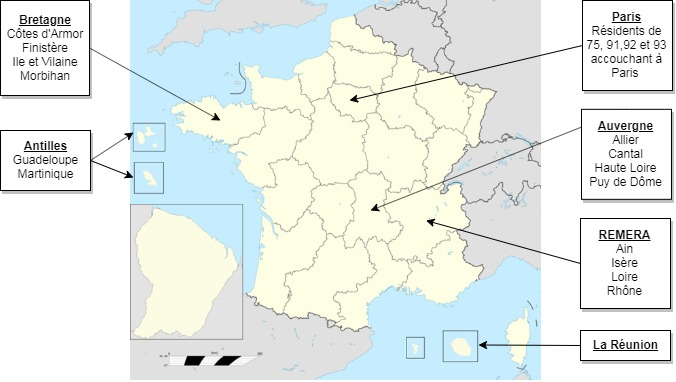 Bretagne
Côtes d'Armor
Finistère
Ile et Vilaine
Morbihan
Antilles
Guadeloupe
Martinique
Paris
Résidents de
75, 91,92 et 93
accouchant à
Paris
Auvergne
Allier
Cantal
Haute Loire
Puy de Dôme
REMERA
Ain
Isère
Loire
Rhône
La Réunion